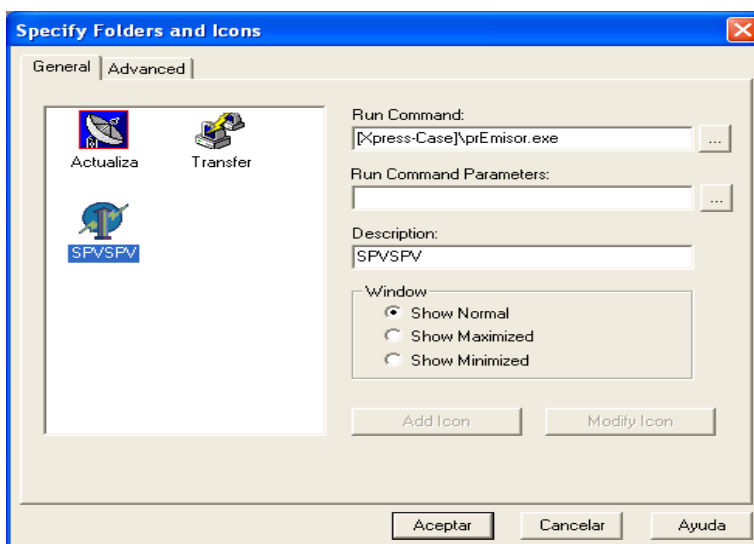 Specify Folders and Icons
General Advanced
Actualiza Transfer
SPVSPV
Run Command:
[Xpress-Case]\prEmisor.exe
...
Run Command Parameters:
...
Description:
SPVSPV
Window
Show Normal
Show Maximized
Show Minimized
Add Icon Modify Icon
Aceptar Cancelar Ayuda